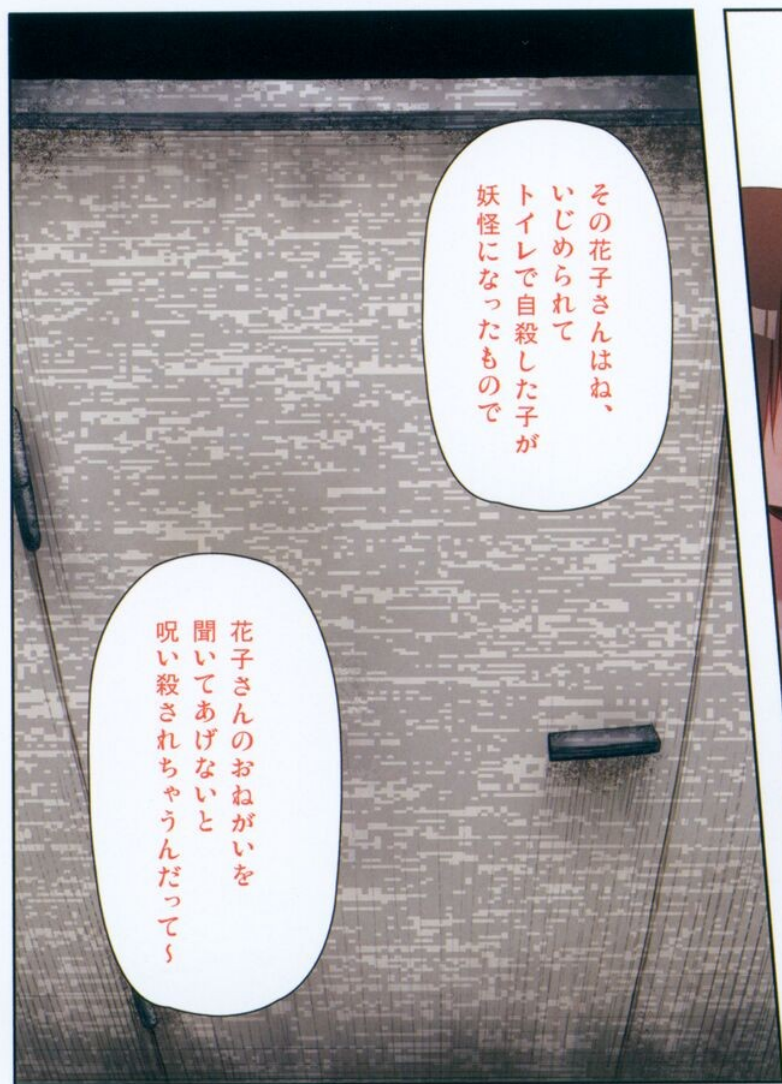 その花子さんはね、
いじめられて
トイレで自殺した子が
妖怪になったもので
花子さんのおねがいを
聞いてあげないと
呪い殺されちゃうんだって～